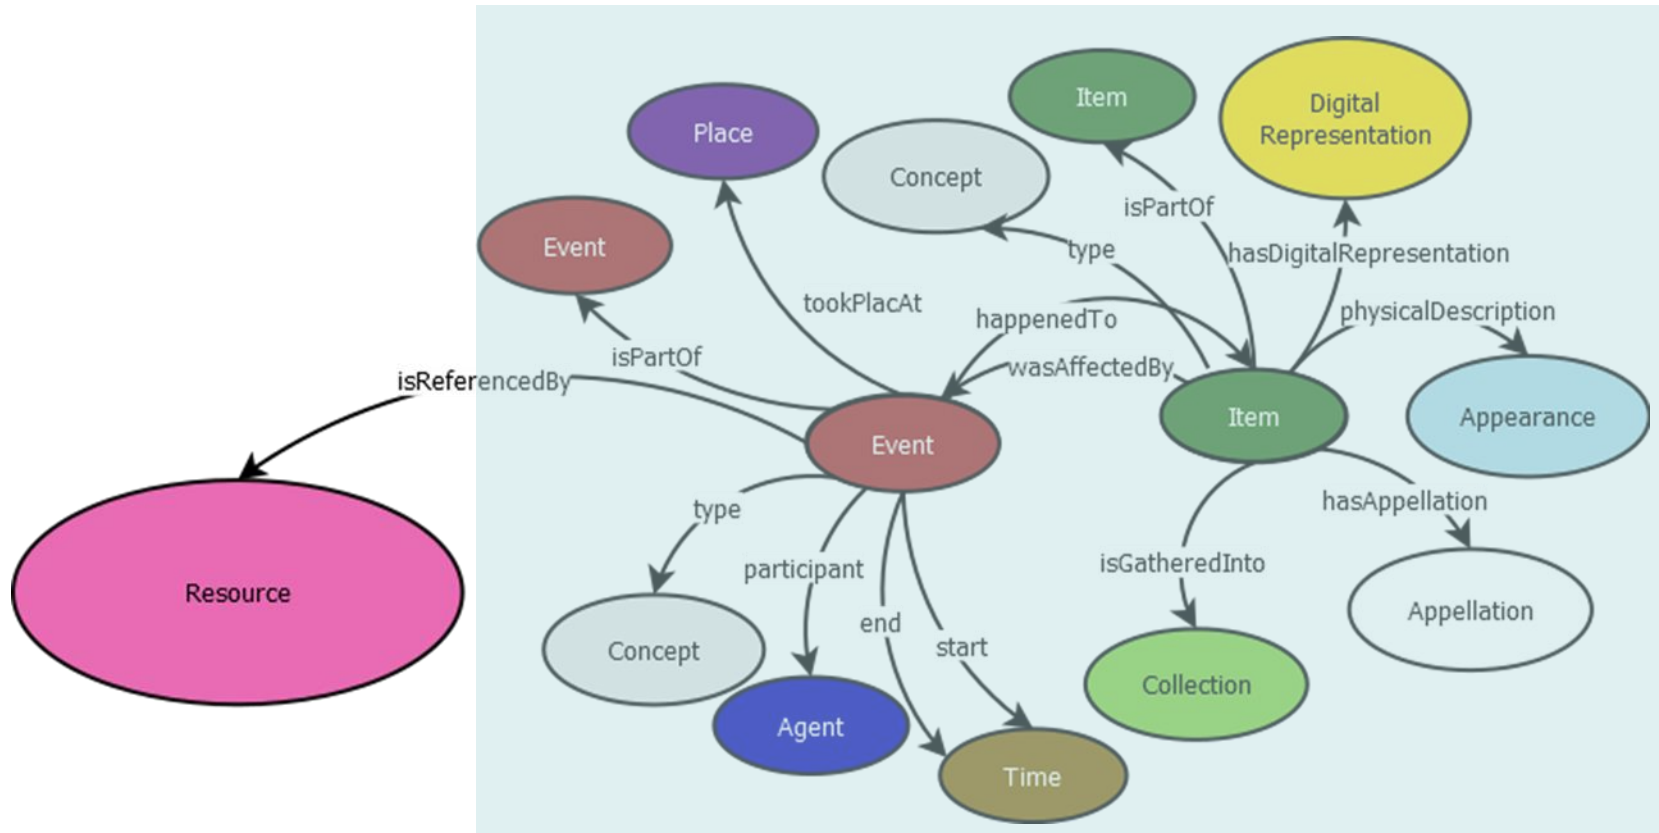 Item
Digital
Representation
Place
Concept
isPartOf
Event
type
hasDigitalRepresentation
tookPlacAt
happenedTo
physicalDescription
isPartOf
wasAffectedBy
isReferencedBy
Event
Item
Appearance
type
hasAppellation
participant
isGatheredInto
Resource
end
Appellation
start
Concept
Collection
Agent
Time